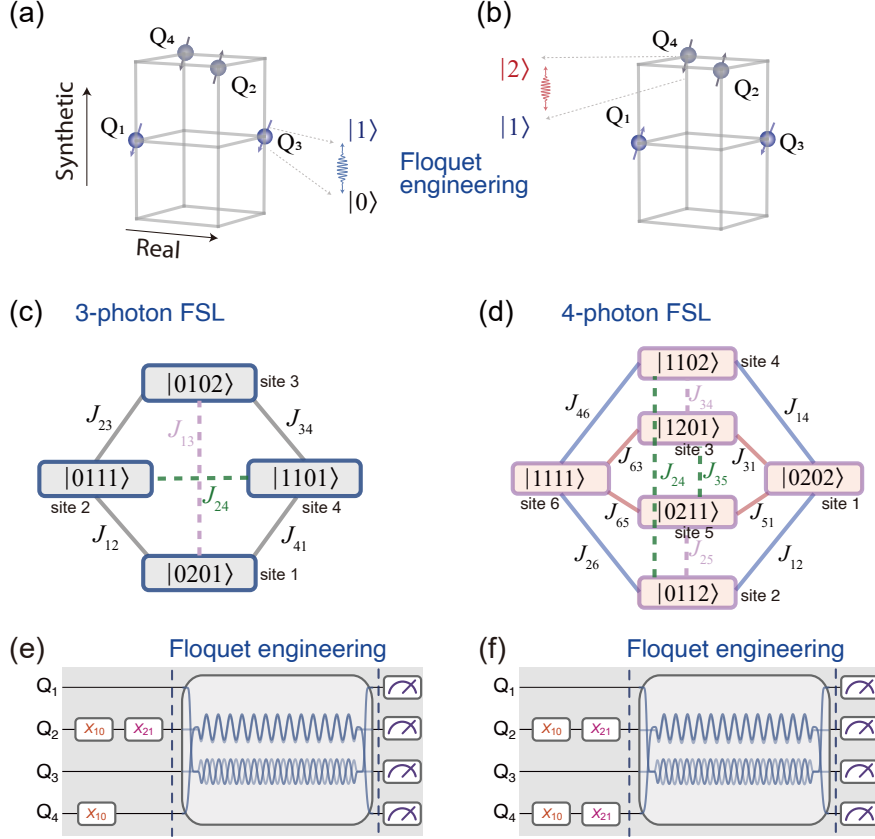 (a)
(b)
Q₄
Q₂
Q₁
Q₃
Synthetic
Real
|1⟩
|0⟩
Floquet
engineering
Q₄
Q₂
Q₁
Q₃
|2⟩
|1⟩
(c) 3-photon FSL
|0102⟩ site 3
J₂₃
J₁₃
J₃₄
|0111⟩
site 2
|1101⟩
site 4
J₂₄
J₁₂
J₄₁
|0201⟩ site 1
(d) 4-photon FSL
|1102⟩ site 4
J₄₆
J₃₄
J₁₄
|1201⟩
site 3
J₆₃
J₂₄
J₃₅
J₃₁
|1111⟩
site 6
|0202⟩
site 1
|0211⟩
site 5
J₆₅
J₅₁
J₂₆
J₂₅
J₁₂
|0112⟩ site 2
(e) Floquet engineering
Q₁
Q₂ X₁₀ X₂₁
Q₃
Q₄ X₁₀
(f) Floquet engineering
Q₁
Q₂ X₁₀ X₂₁
Q₃
Q₄ X₁₀ X₂₁